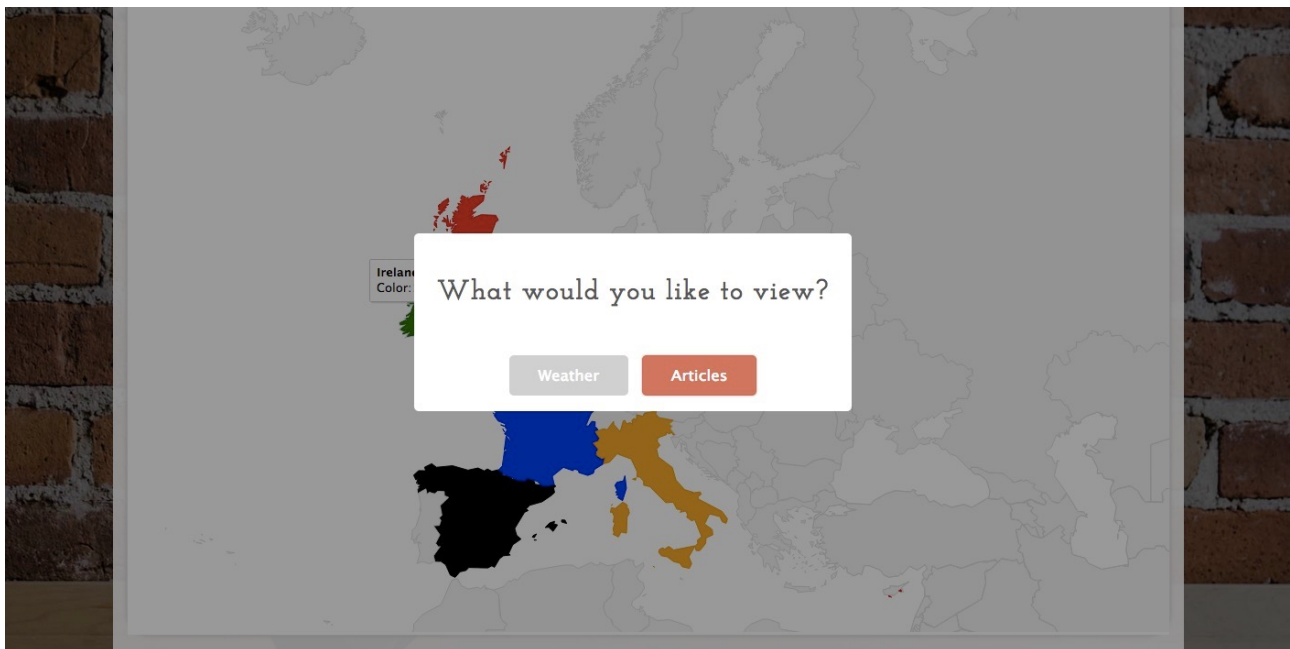 Irelan
Color:
What would you like to view?
Weather
Articles